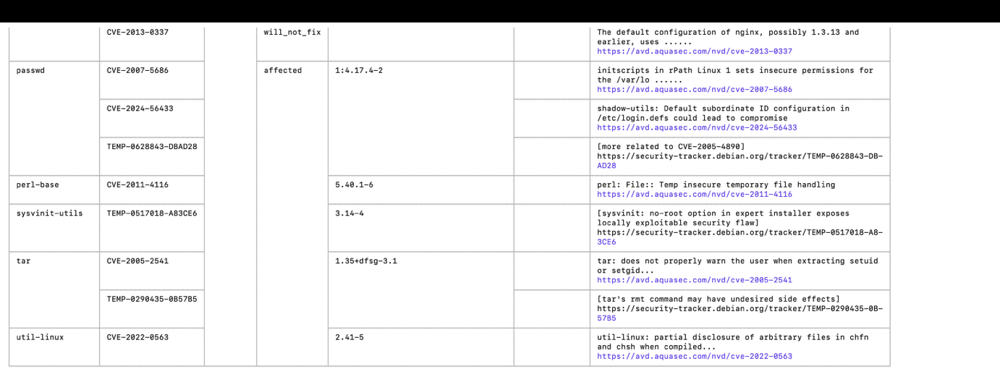 CVE-2013-0337 will_not_fix The default configuration of nginx, possibly 1.3.13 and
earlier, uses ......
https://avd.aquasec.com/nvd/cve-2013-0337
passwd CVE-2007-5686 affected 1:4.17.4-2 initscripts in rPath Linux 1 sets insecure permissions for
the /var/lo ......
https://avd.aquasec.com/nvd/cve-2007-5686
CVE-2024-56433 shadow-utils: Default subordinate ID configuration in
/etc/login.defs could lead to compromise
https://avd.aquasec.com/nvd/cve-2024-56433
TEMP-0628843-DBAD28 [more related to CVE-2005-4890]
https://security-tracker.debian.org/tracker/TEMP-0628843-DB-
AD28
perl-base CVE-2011-4116 5.40.1-6 perl: File:: Temp insecure temporary file handling
https://avd.aquasec.com/nvd/cve-2011-4116
sysvinit-utils TEMP-0517018-A83CE6 3.14-4 [sysvinit: no-root option in expert installer exposes
locally exploitable security flaw]
https://security-tracker.debian.org/tracker/TEMP-0517018-A8-
3CE6
tar CVE-2005-2541 1.35+dfsg-3.1 tar: does not properly warn the user when extracting setuid
or setgid...
https://avd.aquasec.com/nvd/cve-2005-2541
TEMP-0290435-0B57B5 [tar's rmt command may have undesired side effects]
https://security-tracker.debian.org/tracker/TEMP-0290435-0B-
57B5
util-linux CVE-2022-0563 2.41-5 util-linux: partial disclosure of arbitrary files in chfn
and chsh when compiled...
https://avd.aquasec.com/nvd/cve-2022-0563